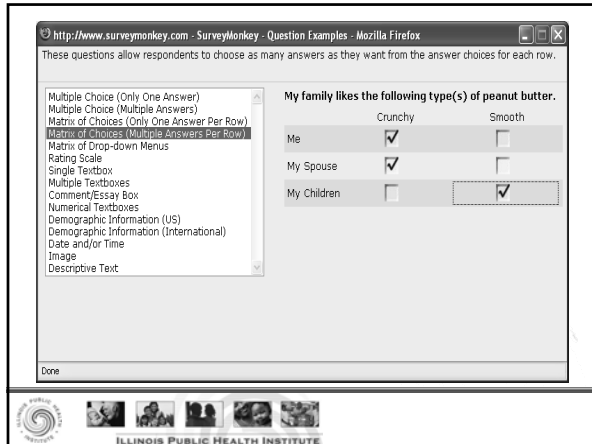 http://www.surveymonkey.com - SurveyMonkey - Question Examples - Mozilla Firefox
These questions allow respondents to choose as many answers as they want from the answer choices for each row.
Multiple Choice (Only One Answer)
Multiple Choice (Multiple Answers)
Matrix of Choices (Only One Answer Per Row)
Matrix of Choices (Multiple Answers Per Row)
Matrix of Drop-down Menus
Rating Scale
Single Textbox
Multiple Textboxes
Comment/Essay Box
Numerical Textboxes
Demographic Information (US)
Demographic Information (International)
Date and/or Time
Image
Descriptive Text
My family likes the following type(s) of peanut butter.
Crunchy Smooth
Me
My Spouse
My Children
Done
ILLINOIS PUBLIC HEALTH INSTITUTE
ILLINOIS PUBLIC HEALTH INSTITUTE